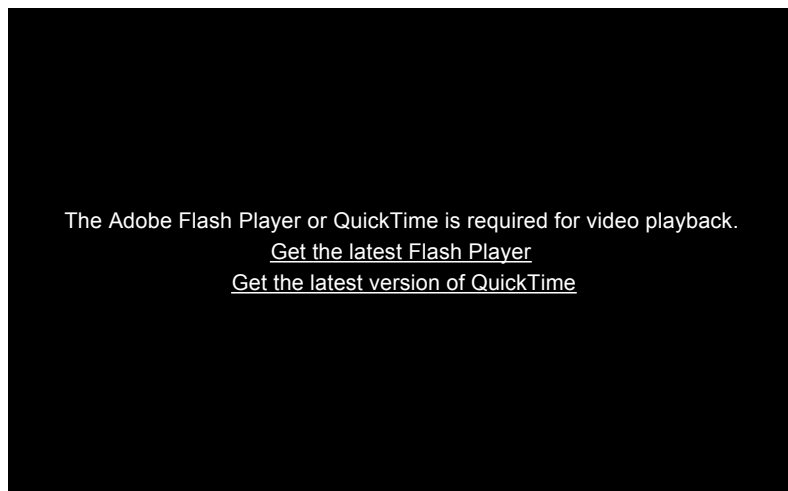 The Adobe Flash Player or QuickTime is required for video playback.
Get the latest Flash Player
Get the latest version of QuickTime